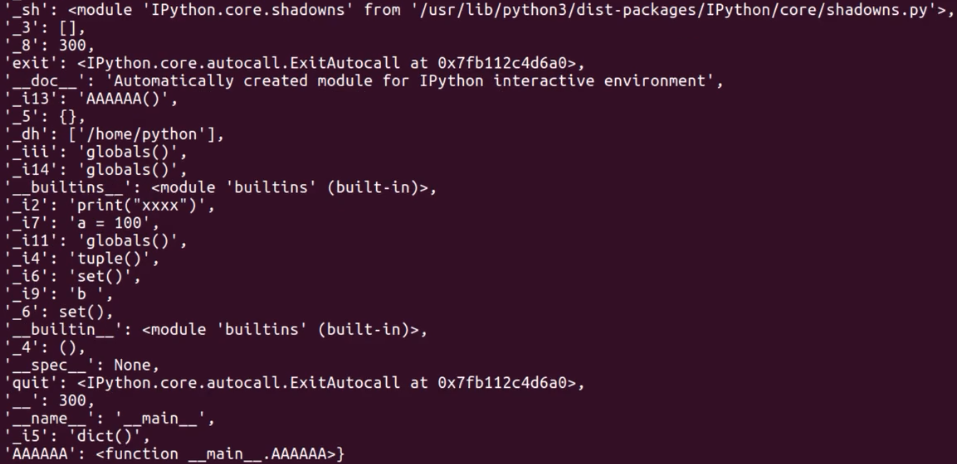 '_sh': <module 'IPython.core.shadowns' from '/usr/lib/python3/dist-packages/IPython/core/shadowns.py'>,
'_3': [],
'_8': 300,
'exit': <IPython.core.autocall.ExitAutocall at 0x7fb112c4d6a0>,
'__doc__': 'Automatically created module for IPython interactive environment',
'_i13': 'AAAAAA()',
'_5': {},
'_dh': ['/home/python'],
'_iii': 'globals()',
'_i14': 'globals()',
'__builtins__': <module 'builtins' (built-in)>,
'_i2': 'print("xxxx")',
'_i7': 'a = 100',
'_i11': 'globals()',
'_i4': 'tuple()',
'_i6': 'set()',
'_i9': 'b ',
'_6': set(),
'__builtin__': <module 'builtins' (built-in)>,
'_4': (),
'__spec__': None,
'quit': <IPython.core.autocall.ExitAutocall at 0x7fb112c4d6a0>,
'__': 300,
'__name__': '__main__',
'_i5': 'dict()',
'AAAAAA': <function __main__.AAAAAA>}